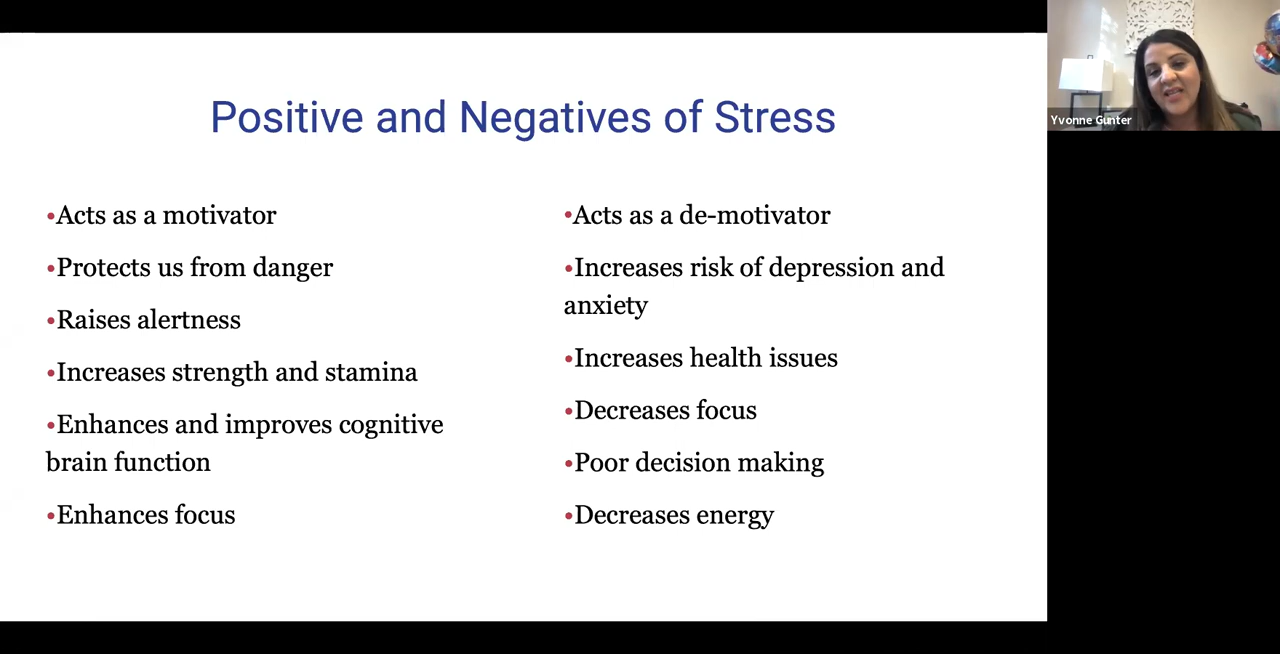 Positive and Negatives of Stress
•Acts as a motivator
•Protects us from danger
•Raises alertness
•Increases strength and stamina
•Enhances and improves cognitive
brain function
•Enhances focus
•Acts as a de-motivator
•Increases risk of depression and
anxiety
•Increases health issues
•Decreases focus
•Poor decision making
•Decreases energy
Yvonne Gunter